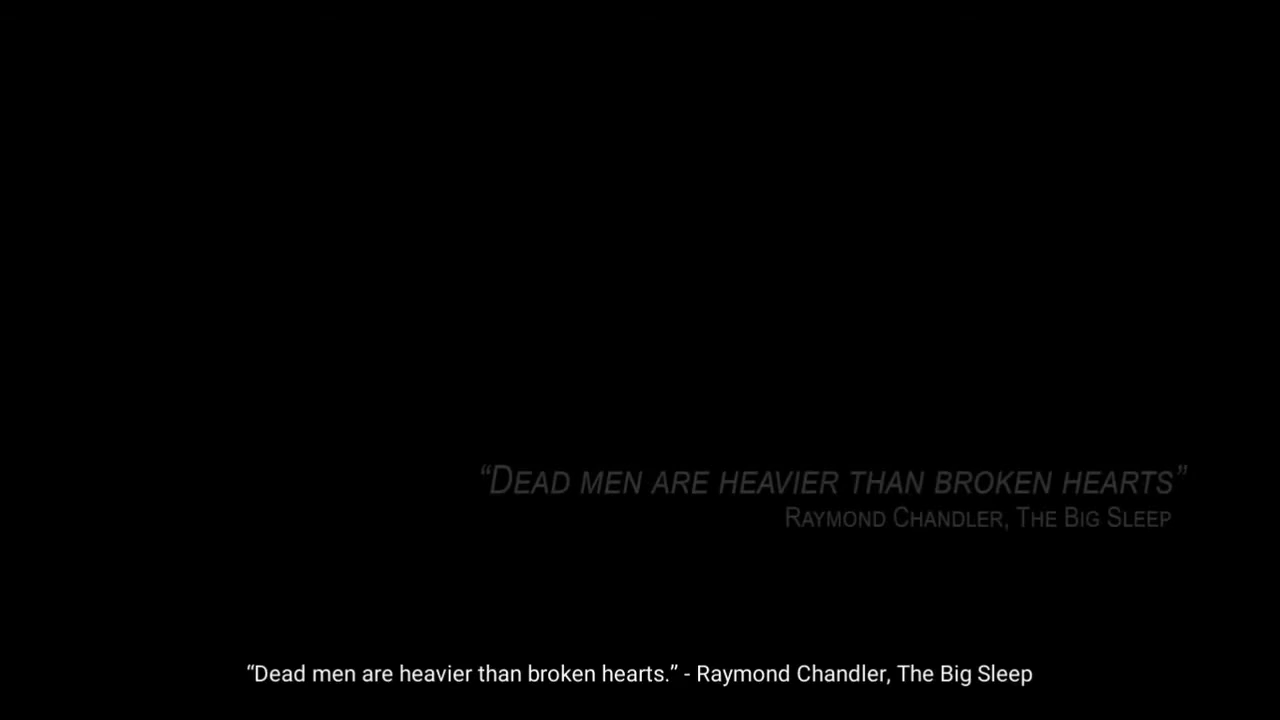 “DEAD MEN ARE HEAVIER THAN BROKEN HEARTS”
RAYMOND CHANDLER, THE BIG SLEEP
“Dead men are heavier than broken hearts.” - Raymond Chandler, The Big Sleep